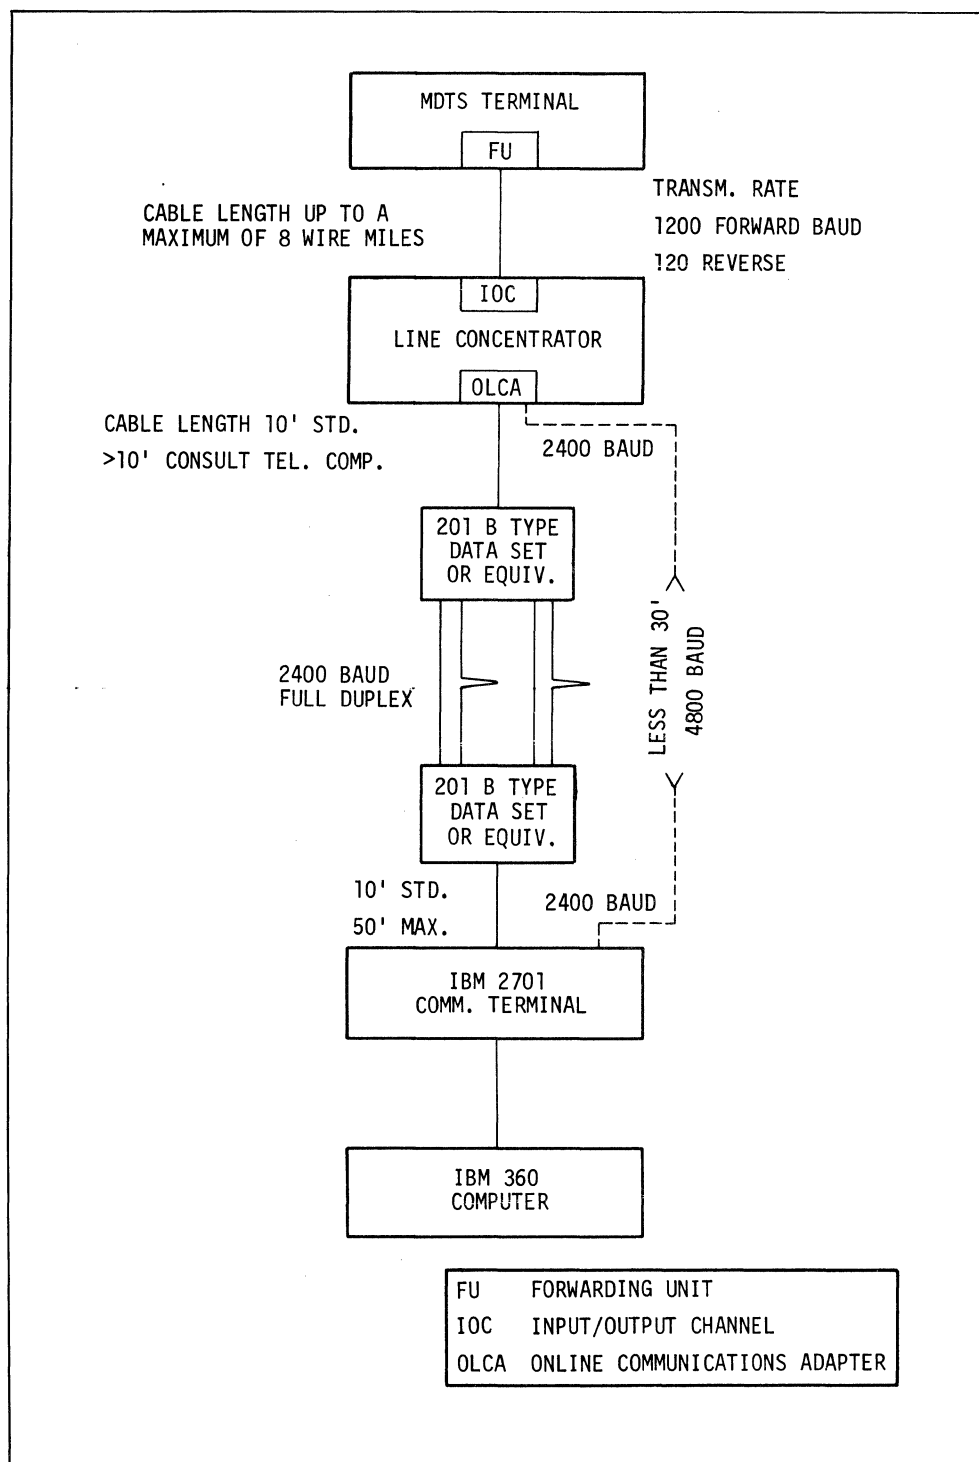 MDTS TERMINAL
FU
TRANSM. RATE
1200 FORWARD BAUD
120 REVERSE
CABLE LENGTH UP TO A
MAXIMUM OF 8 WIRE MILES
IOC
LINE CONCENTRATOR
OLCA
CABLE LENGTH 10' STD.
>10' CONSULT TEL. COMP.
2400 BAUD
201 B TYPE
DATA SET
OR EQUIV.
2400 BAUD
FULL DUPLEX
LESS THAN 30'
4800 BAUD
201 B TYPE
DATA SET
OR EQUIV.
10' STD.
50' MAX.
2400 BAUD
IBM 2701
COMM. TERMINAL
IBM 360
COMPUTER
FU FORWARDING UNIT
IOC INPUT/OUTPUT CHANNEL
OLCA ONLINE COMMUNICATIONS ADAPTER